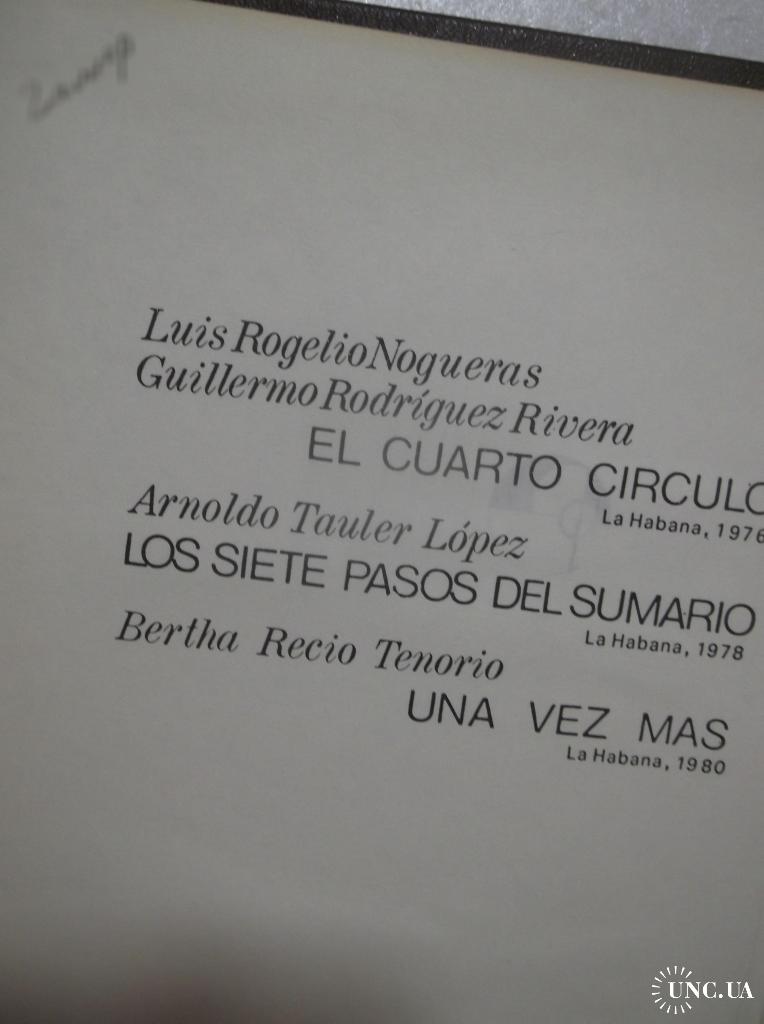 Luis Rogelio Nogueras
Guillermo Rodríguez Rivera
EL CUARTO CIRCULO
La Habana, 1976
Arnoldo Tauler López
LOS SIETE PASOS DEL SUMARIO
La Habana, 1978
Bertha Recio Tenorio
UNA VEZ MAS
La Habana, 1980
UNC.UA